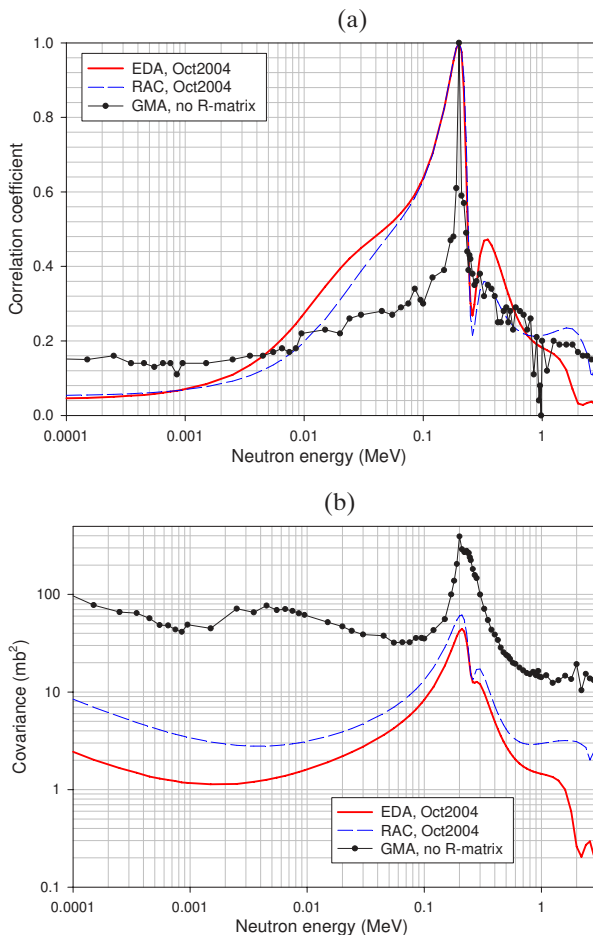 (a)
1.0
0.8
0.6
0.4
0.2
0.0
Correlation coefficient
EDA, Oct2004
RAC, Oct2004
GMA, no R-matrix
0.0001 0.001 0.01 0.1 1
Neutron energy (MeV)
(b)
100
10
1
0.1
Covariance (mb²)
EDA, Oct2004
RAC, Oct2004
GMA, no R-matrix
0.0001 0.001 0.01 0.1 1
Neutron energy (MeV)